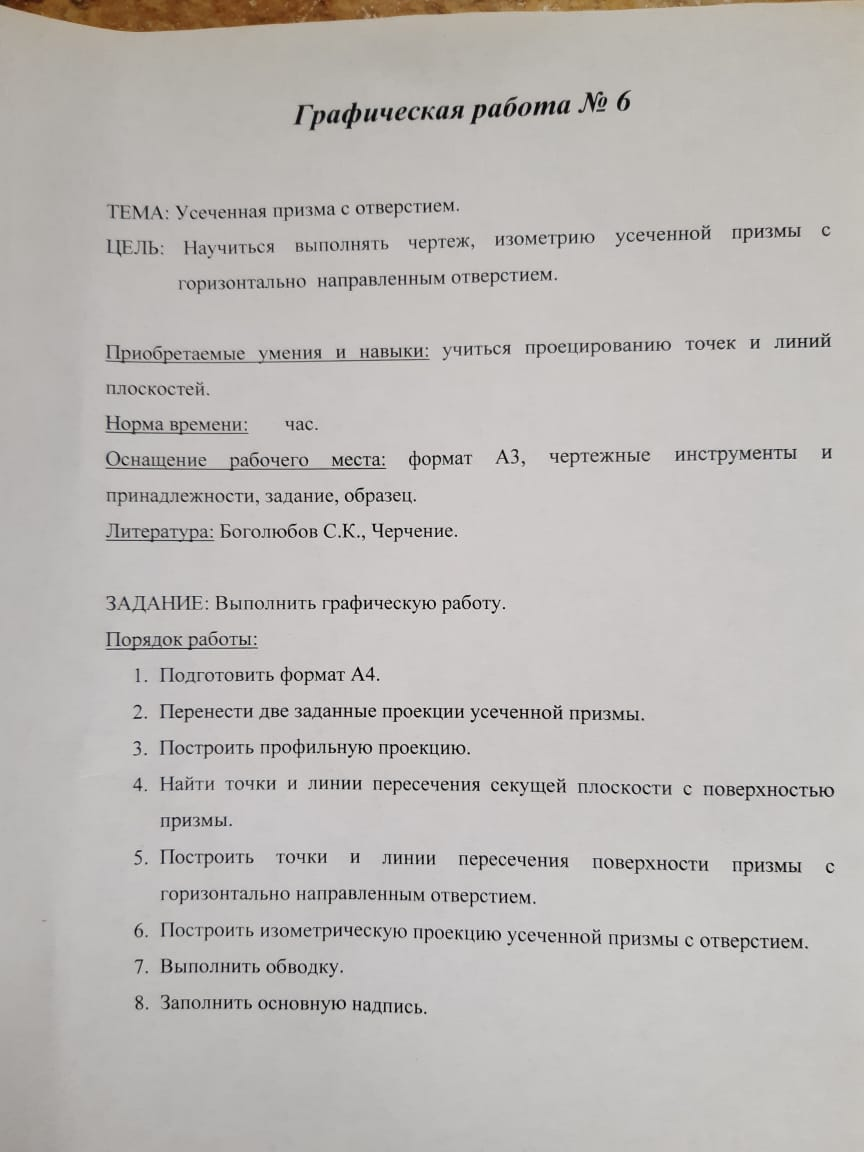 Графическая работа № 6
ТЕМА: Усеченная призма с отверстием.
ЦЕЛЬ: Научиться выполнять чертеж, изометрию усеченной призмы с
горизонтально направленным отверстием.
Приобретаемые умения и навыки: учиться проецированию точек и линий
плоскостей.
Норма времени: час.
Оснащение рабочего места: формат А3, чертежные инструменты и
принадлежности, задание, образец.
Литература: Боголюбов С.К., Черчение.
ЗАДАНИЕ: Выполнить графическую работу.
Порядок работы:
1. Подготовить формат А4.
2. Перенести две заданные проекции усеченной призмы.
3. Построить профильную проекцию.
4. Найти точки и линии пересечения секущей плоскости с поверхностью
призмы.
5. Построить точки и линии пересечения поверхности призмы с
горизонтально направленным отверстием.
6. Построить изометрическую проекцию усеченной призмы с отверстием.
7. Выполнить обводку.
8. Заполнить основную надпись.